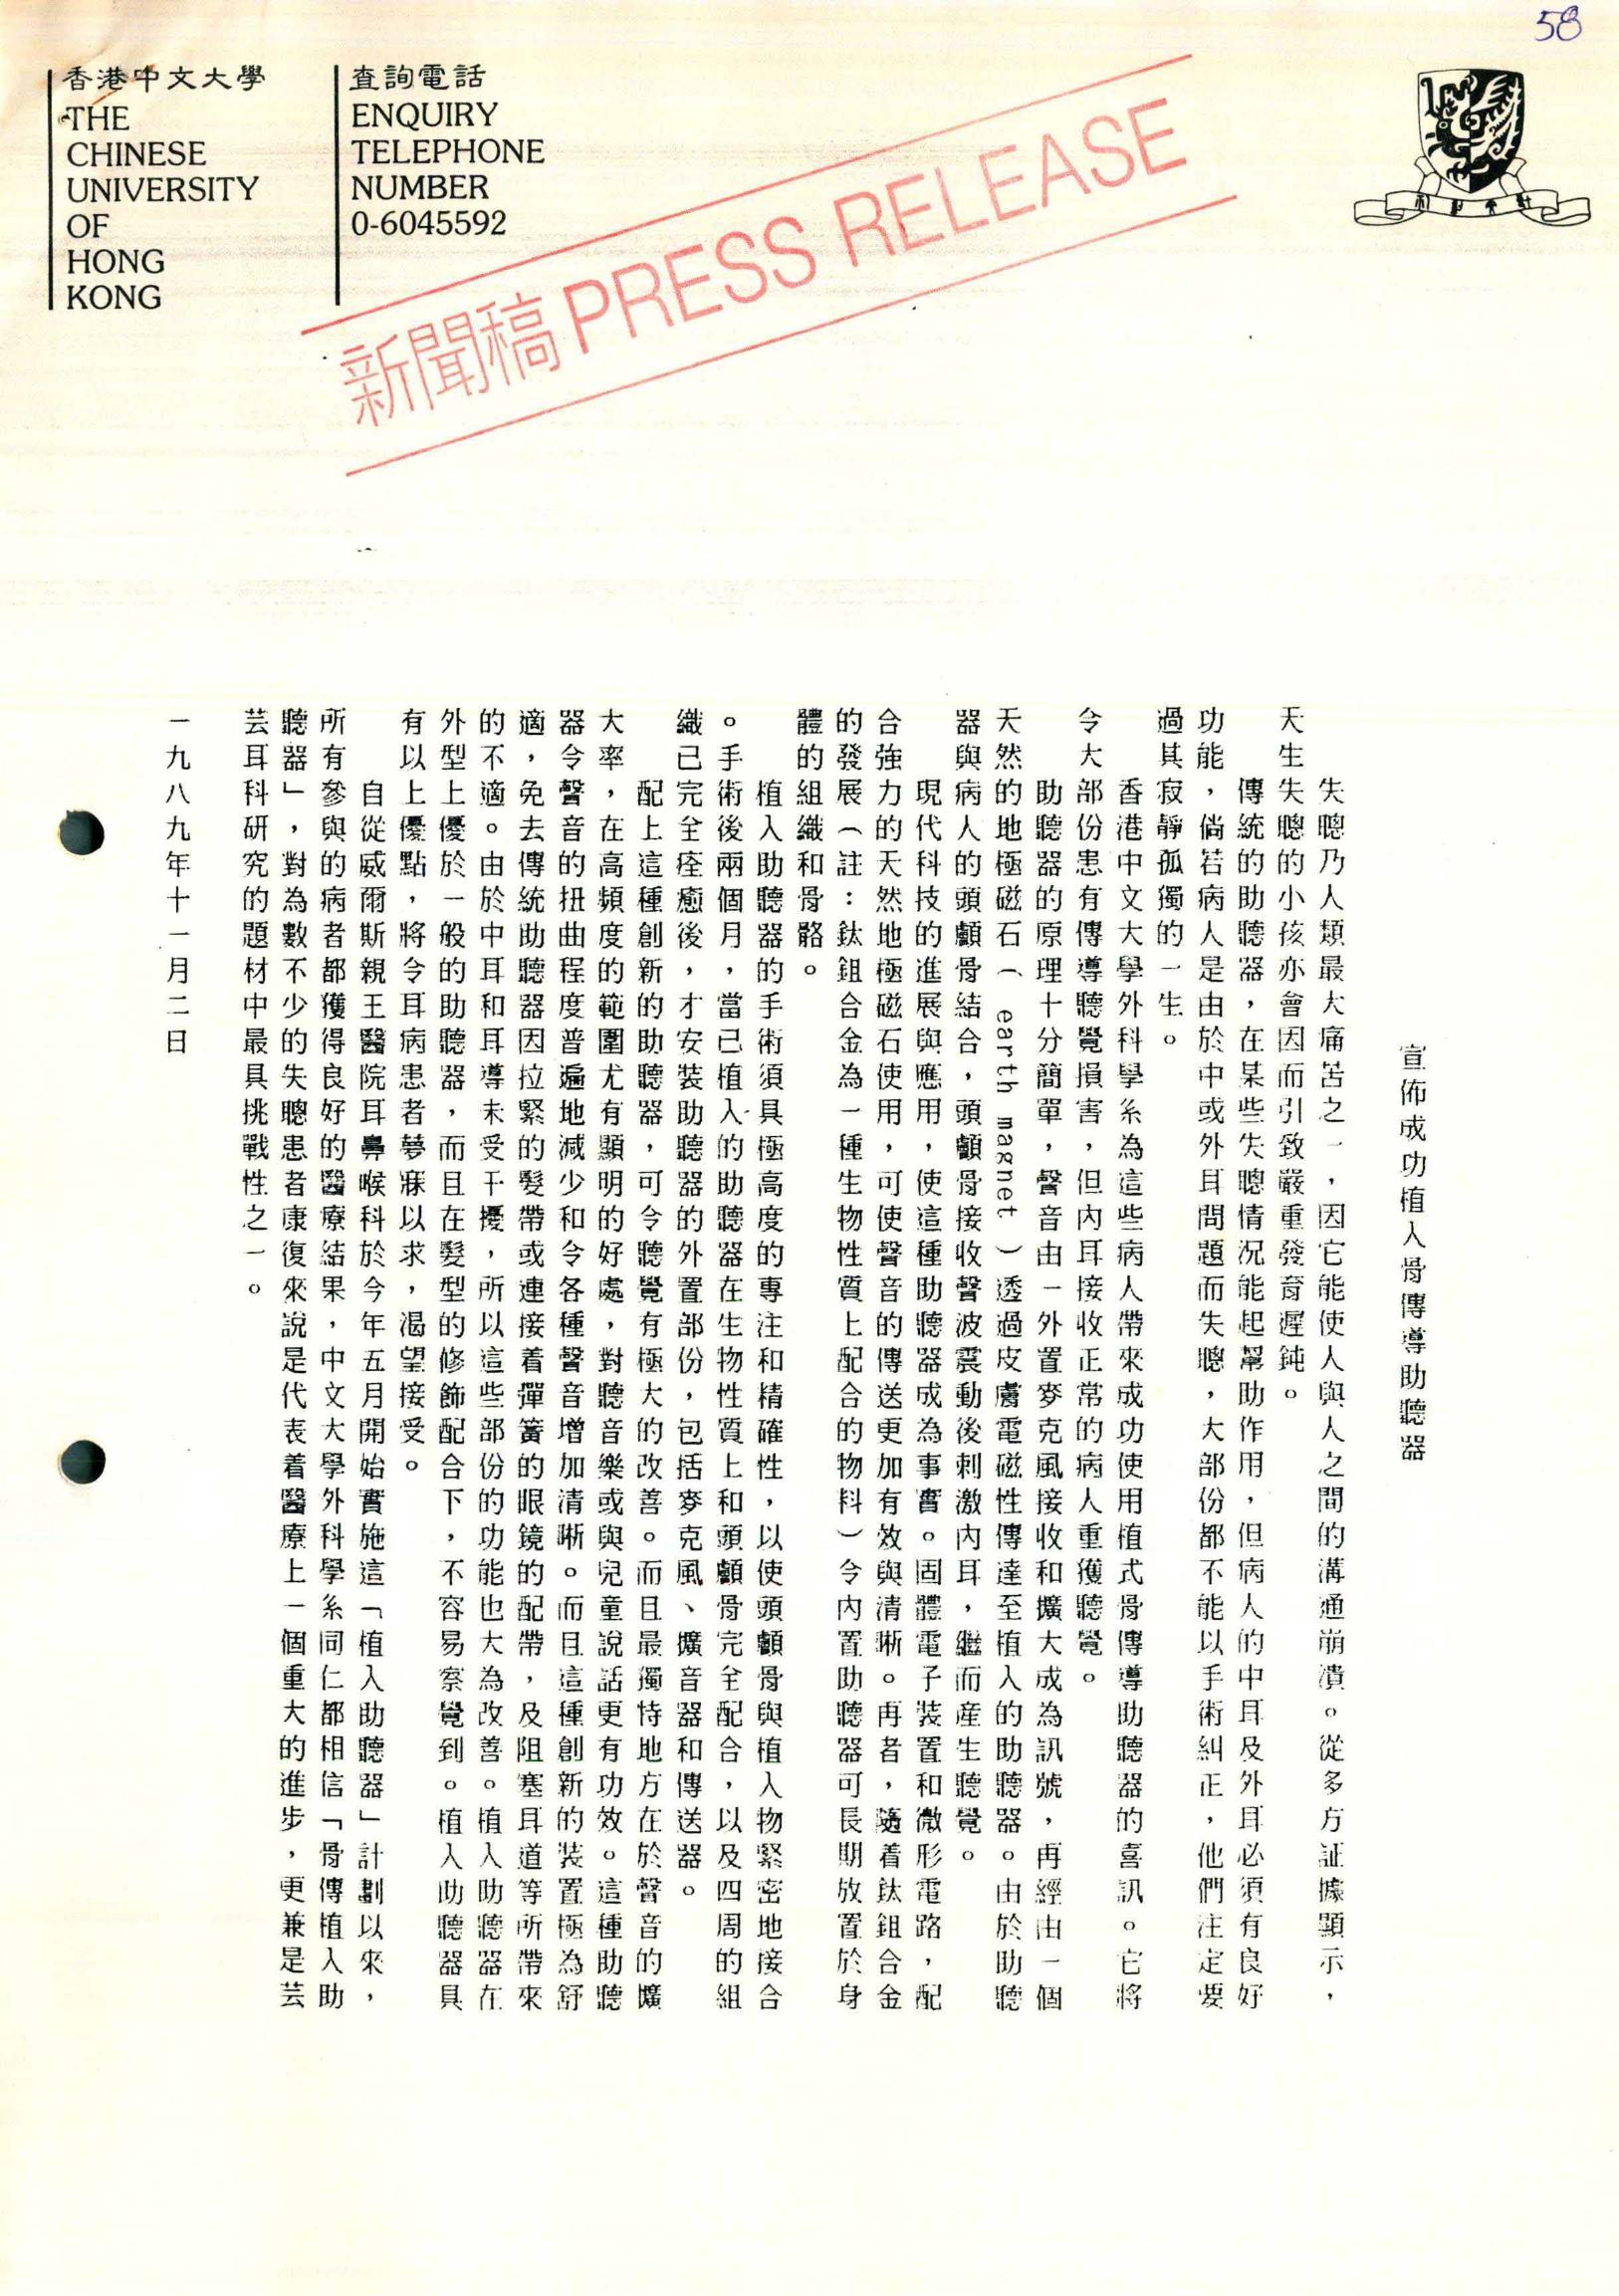 58
香港中文大學
THE
CHINESE
UNIVERSITY
OF
HONG
KONG
查詢電話
ENQUIRY
TELEPHONE
NUMBER
0-6045592
新聞稿 PRESS RELEASE
宣佈成功植入骨傳導助聽器
失聰乃人類最大痛苦之一，因它能使人與人之間的溝通崩潰。從多方証據顯示，
天生失聰的小孩亦會因而引致嚴重發育遲鈍。
傳統的助聽器，在某些失聰情況能起幫助作用，但病人的中耳及外耳必須有良好
功能，倘若病人是由於中或外耳問題而失聰，大部份都不能以手術糾正，他們注定要
過其寂靜孤獨的一生。
香港中文大學外科學系為這些病人帶來成功使用植式骨傳導助聽器的喜訊。它將
令大部份患有傳導聽覺損害，但內耳接收正常的病人重獲聽覺。
助聽器的原理十分簡單，聲音由一外置麥克風接收和擴大成為訊號，再經由一個
天然的地極磁石（earth magnet）透過皮膚電磁性傳達至植入的助聽器。由於助聽
器與病人的頭顱骨結合，頭顱骨接收聲波震動後刺激內耳，繼而產生聽覺。
現代科技的進展與應用，使這種助聽器成為事實。固體電子裝置和微形電路，配
合強力的天然地極磁石使用，可使聲音的傳送更加有效與清晰。再者，隨着鈦鉬合金
的發展（註：鈦鉬合金為一種生物性質上配合的物料）令內置助聽器可長期放置於身
體的組織和骨骼。
植入助聽器的手術須具極高度的專注和精確性，以使頭顱骨與植入物緊密地接合
。手術後兩個月，當已植入的助聽器在生物性質上和頭顱骨完全配合，以及四周的組
織已完全痊癒後，才安裝助聽器的外置部份，包括麥克風、擴音器和傳送器。
配上這種創新的助聽器，可令聽覺有極大的改善。而且最獨特地方在於聲音的擴
大率，在高頻度的範圍尤有顯明的好處，對聽音樂或與兒童說話更有功效。這種助聽
器令聲音的扭曲程度普遍地減少和令各種聲音增加清晰。而且這種創新的裝置極為舒
適，免去傳統助聽器因拉緊的髮帶或連接着彈簧的眼鏡的配帶，及阻塞耳道等所帶來
的不適。由於中耳和耳導未受干擾，所以這些部份的功能也大為改善。植入助聽器在
外型上優於一般的助聽器，而且在髮型的修飾配合下，不容易察覺到。植入助聽器具
有以上優點，將令耳病患者夢寐以求，渴望接受。
自從威爾斯親王醫院耳鼻喉科於今年五月開始實施這「植入助聽器」計劃以來，
所有參與的病者都獲得良好的醫療結果，中文大學外科學系同仁都相信「骨傳植入助
聽器」，對為數不少的失聰患者康復來說是代表着醫療上一個重大的進步，更兼是芸
芸耳科研究的題材中最具挑戰性之一。
一九八九年十一月二日